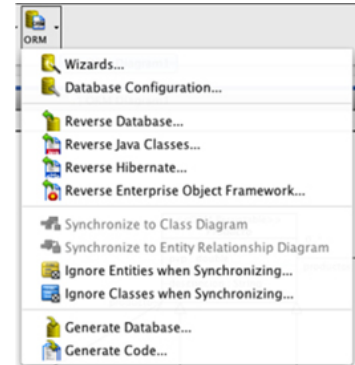 ORM
Wizards...
Database Configuration...
Reverse Database...
Reverse Java Classes...
Reverse Hibernate...
Reverse Enterprise Object Framework...
Synchronize to Class Diagram
Synchronize to Entity Relationship Diagram
Ignore Entities when Synchronizing...
Ignore Classes when Synchronizing...
Generate Database...
Generate Code...